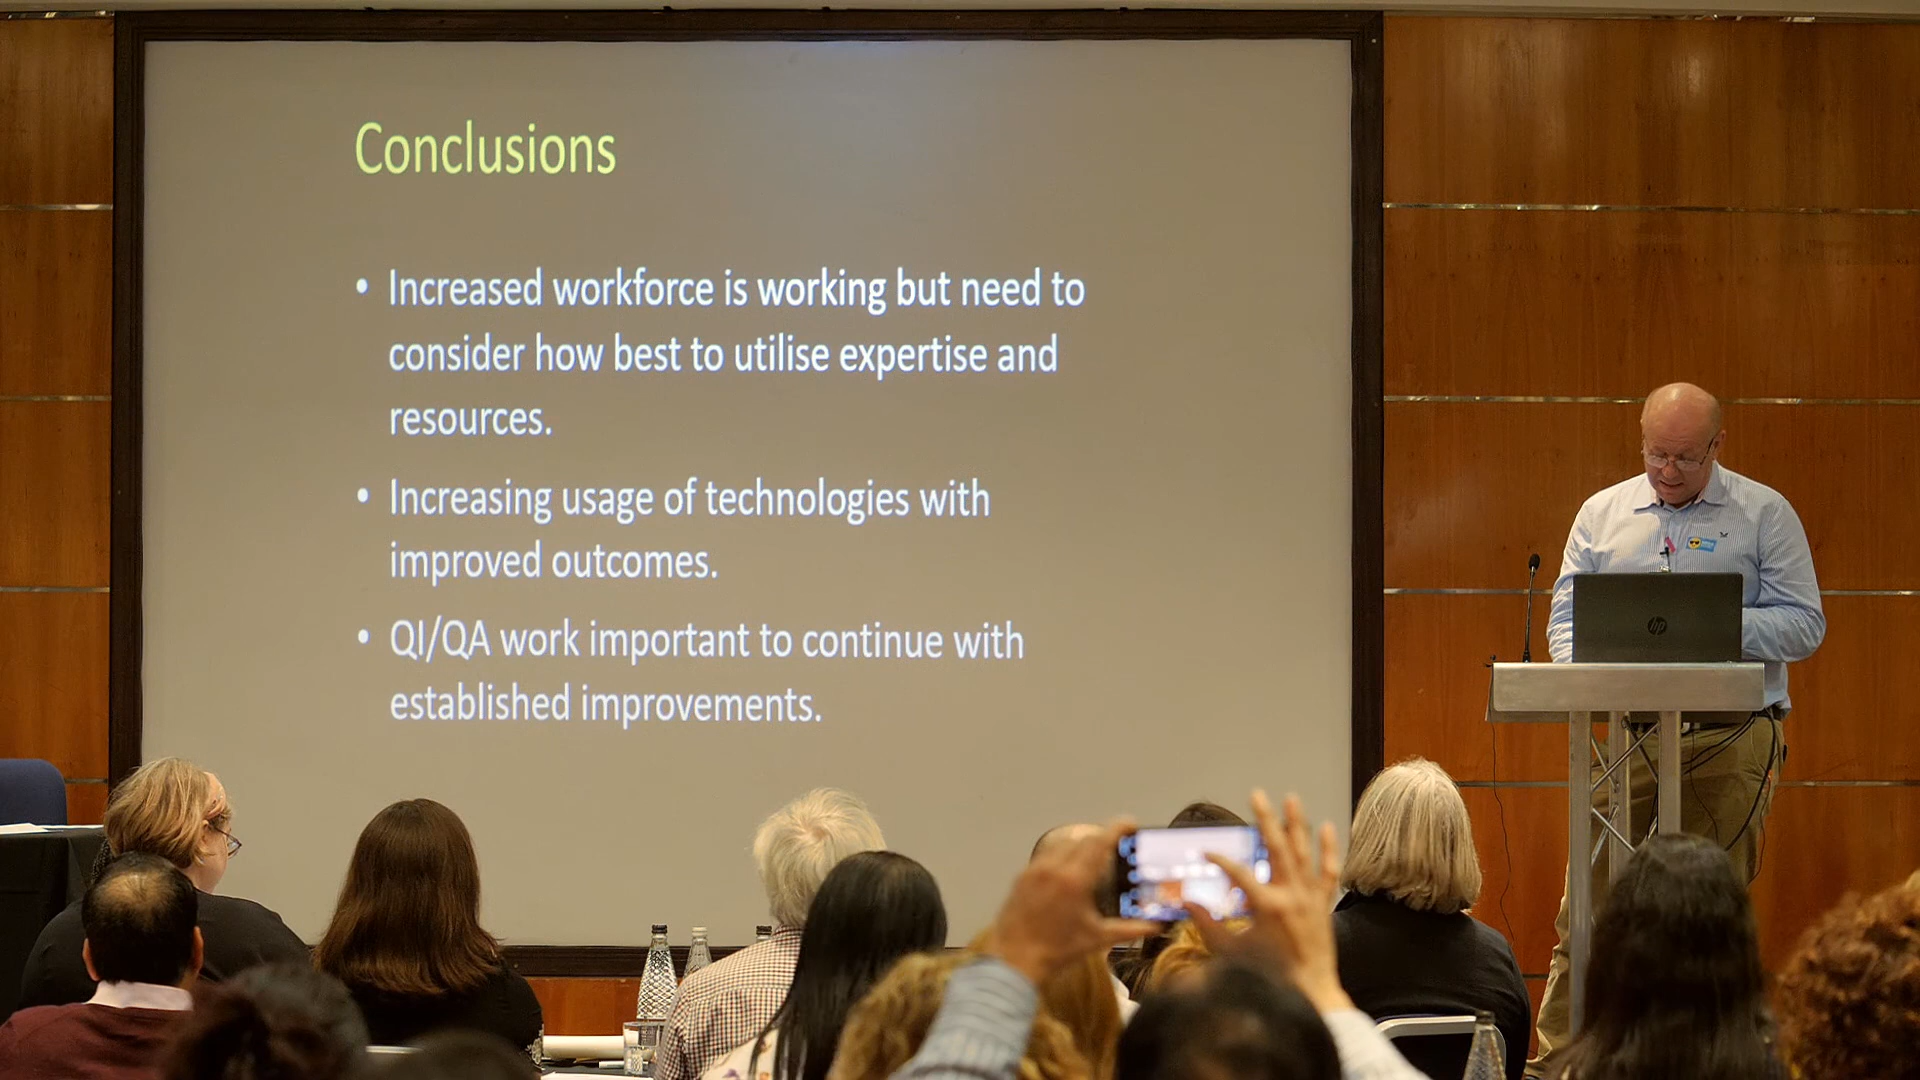 Conclusions
• Increased workforce is working but need to
consider how best to utilise expertise and
resources.
• Increasing usage of technologies with
improved outcomes.
• QI/QA work important to continue with
established improvements.
hp